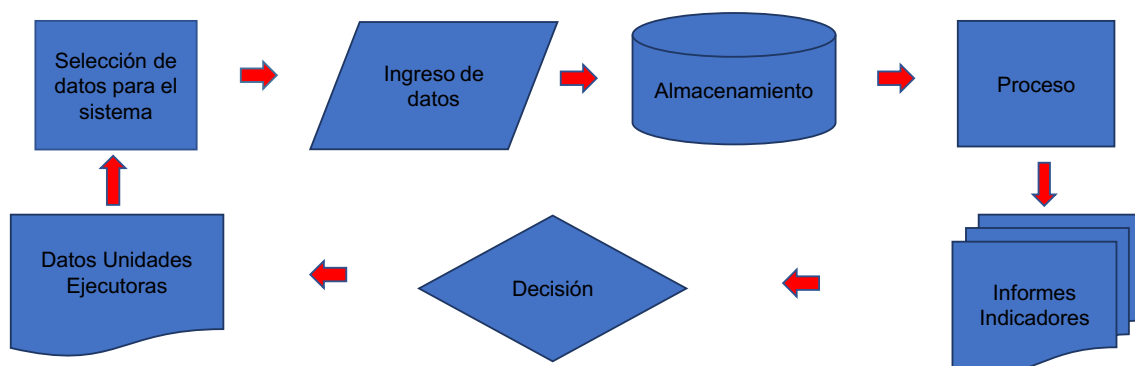 Selección de
datos para el
sistema
Ingreso de
datos
Almacenamiento
Proceso
Datos Unidades
Ejecutoras
Decisión
Informes
Indicadores